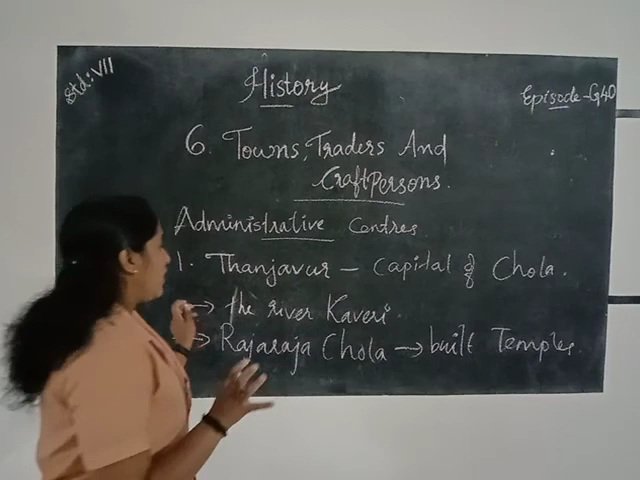 Std: VII
History
Episode-G40
6. Towns, Traders And
CraftPersons.
Administrative Centres
1. Thanjavur — Capital of Chola.
→ the river Kaveri.
→ Rajaraja Chola → built Temples.